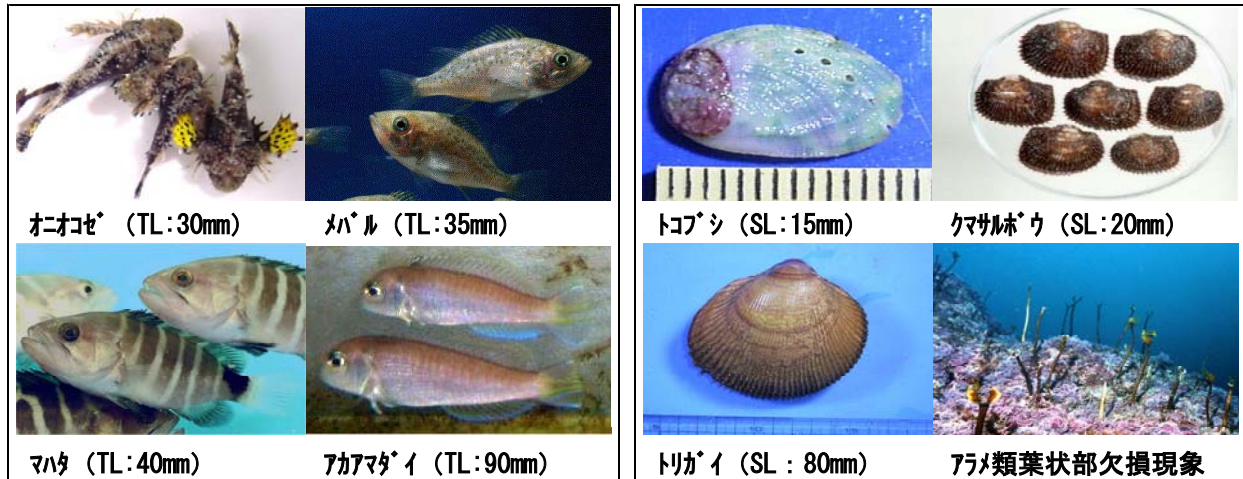 ｵﾆｵｺｾﾞ (TL:30mm)
ﾒﾊﾞﾙ (TL:35mm)
ﾏﾊﾀ (TL:40mm)
ｱｶｱﾏﾀﾞｲ (TL:90mm)
ﾄｺﾌﾞｼ (SL:15mm)
ｸﾏｻﾙﾎﾞｳ (SL:20mm)
ﾄﾘｶﾞｲ (SL : 80mm)
ｱﾗﾒ類葉状部欠損現象